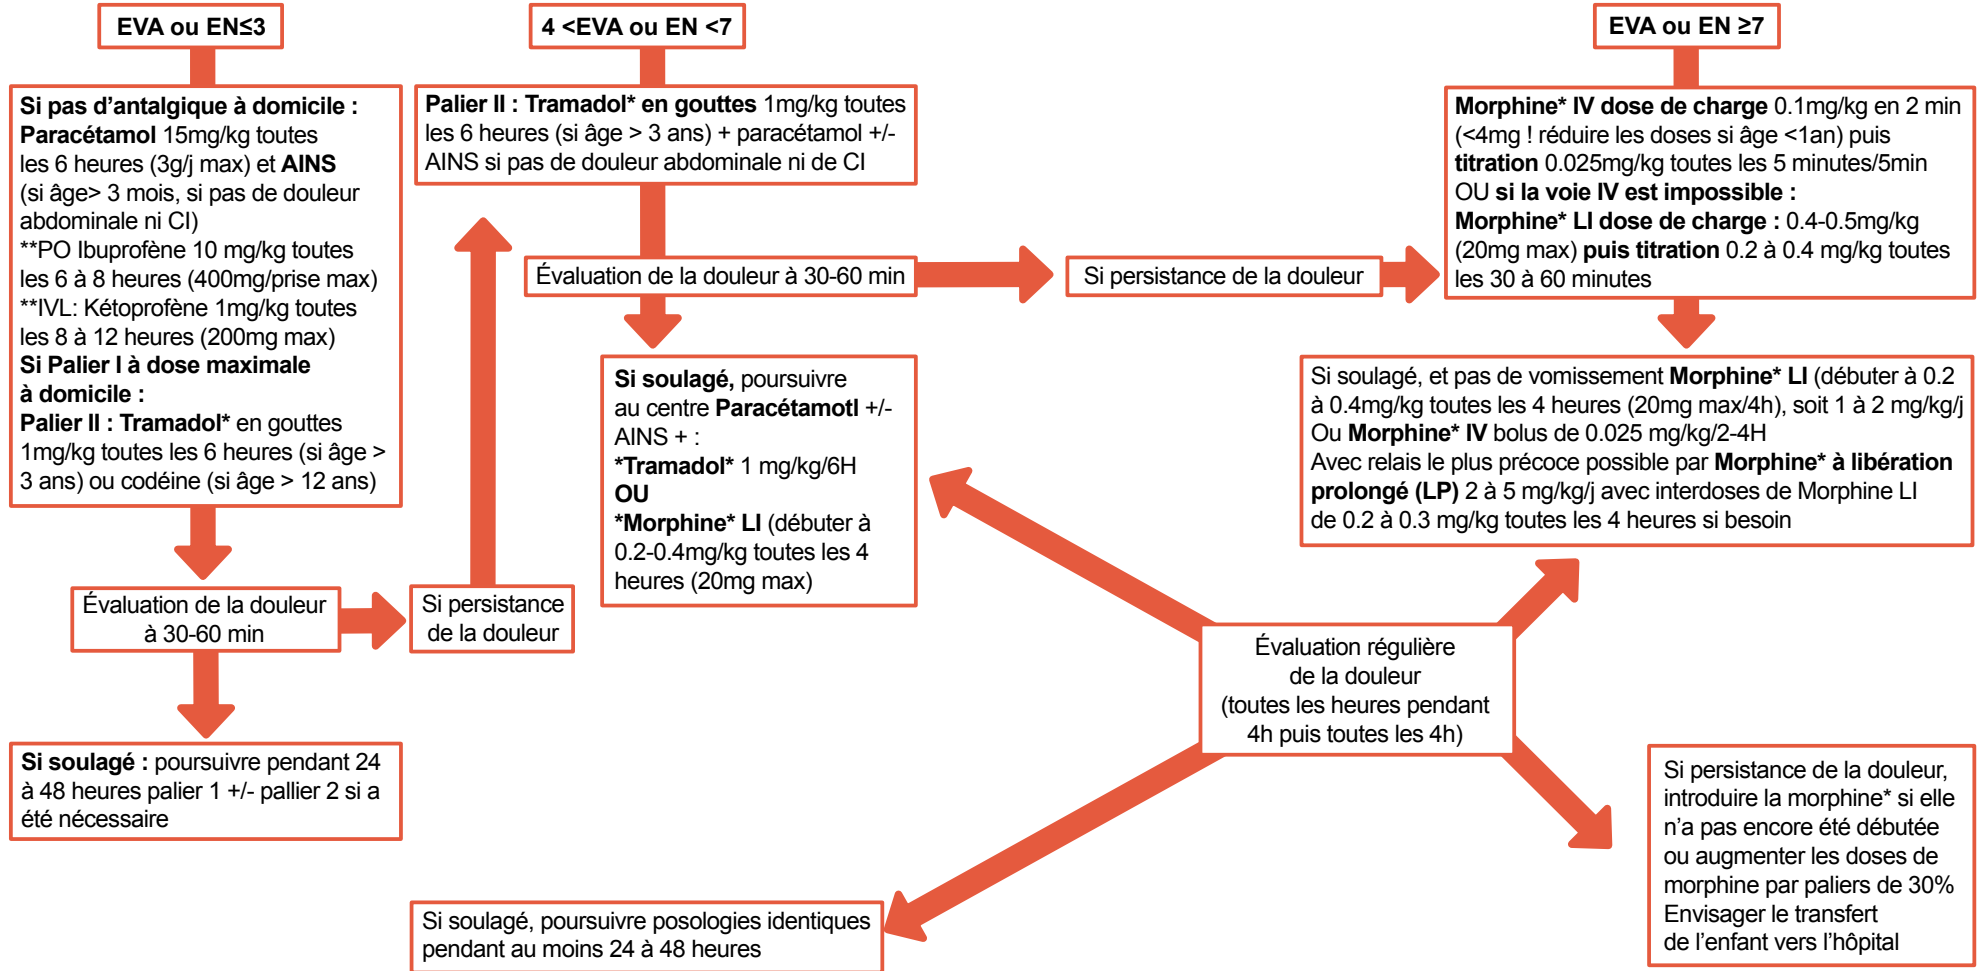 EVA ou EN≤3
Si pas d'antalgique à domicile :
Paracétamol 15mg/kg toutes
les 6 heures (3g/j max) et AINS
(si âge> 3 mois, si pas de douleur
abdominale ni CI)
**PO Ibuprofène 10 mg/kg toutes
les 6 à 8 heures (400mg/prise max)
**IVL: Kétoprofène 1mg/kg toutes
les 8 à 12 heures (200mg max)
Si Palier I à dose maximale
à domicile :
Palier II : Tramadol* en gouttes
1mg/kg toutes les 6 heures (si âge >
3 ans) ou codéine (si âge > 12 ans)
Évaluation de la douleur
à 30-60 min
Si persistance
de la douleur
Si soulagé : poursuivre pendant 24
à 48 heures palier 1 +/- pallier 2 si a
été nécessaire
4 <EVA ou EN <7
Palier II : Tramadol* en gouttes 1mg/kg toutes
les 6 heures (si âge > 3 ans) + paracétamol +/-
AINS si pas de douleur abdominale ni de CI
Évaluation de la douleur à 30-60 min
Si persistance de la douleur
Si soulagé, poursuivre
au centre Paracétamotl +/-
AINS + :
*Tramadol* 1 mg/kg/6H
OU
*Morphine* LI (débuter à
0.2-0.4mg/kg toutes les 4
heures (20mg max)
EVA ou EN ≥7
Morphine* IV dose de charge 0.1mg/kg en 2 min
(<4mg ! réduire les doses si âge <1an) puis
titration 0.025mg/kg toutes les 5 minutes/5min
OU si la voie IV est impossible :
Morphine* LI dose de charge : 0.4-0.5mg/kg
(20mg max) puis titration 0.2 à 0.4 mg/kg toutes
les 30 à 60 minutes
Si soulagé, et pas de vomissement Morphine* LI (débuter à 0.2
à 0.4mg/kg toutes les 4 heures (20mg max/4h), soit 1 à 2 mg/kg/j
Ou Morphine* IV bolus de 0.025 mg/kg/2-4H
Avec relais le plus précoce possible par Morphine* à libération
prolongé (LP) 2 à 5 mg/kg/j avec interdoses de Morphine LI
de 0.2 à 0.3 mg/kg toutes les 4 heures si besoin
Évaluation régulière
de la douleur
(toutes les heures pendant
4h puis toutes les 4h)
Si soulagé, poursuivre posologies identiques
pendant au moins 24 à 48 heures
Si persistance de la douleur,
introduire la morphine* si elle
n'a pas encore été débutée
ou augmenter les doses de
morphine par paliers de 30%
Envisager le transfert
de l'enfant vers l'hôpital